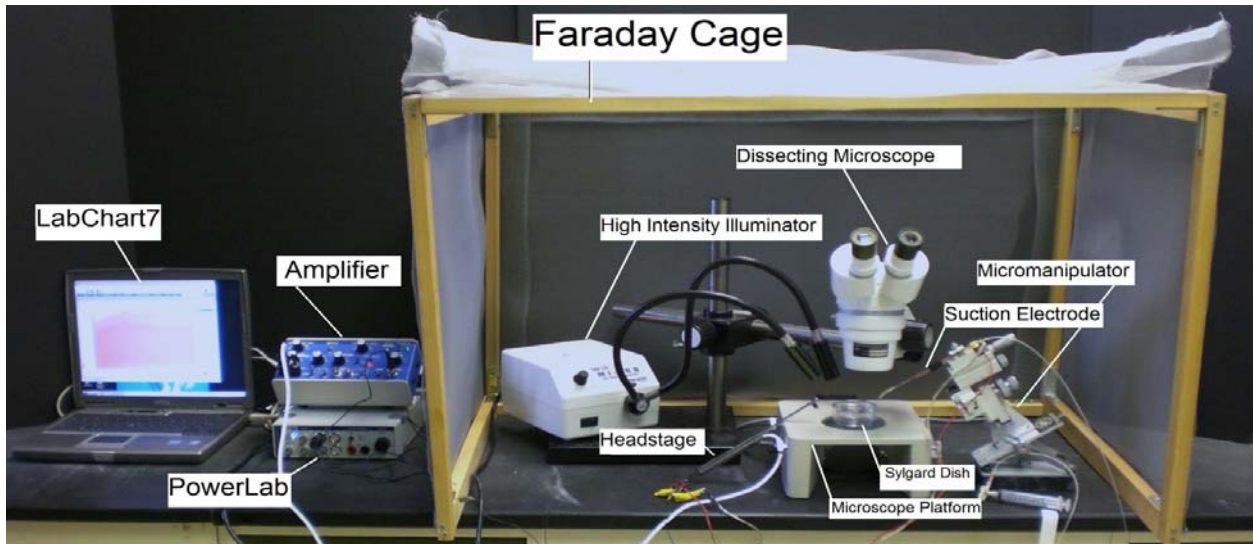 Faraday Cage
Dissecting Microscope
LabChart7
High Intensity Illuminator
Amplifier
Micromanipulator
Suction Electrode
Headstage
Sylgard Dish
PowerLab
Microscope Platform